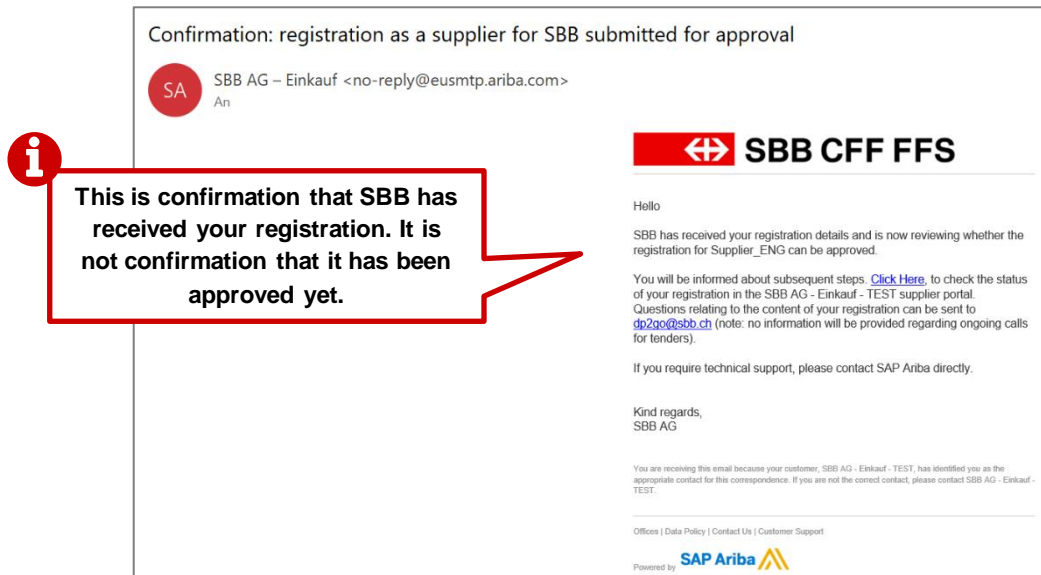 Confirmation: registration as a supplier for SBB submitted for approval
SA
SBB AG – Einkauf <no-reply@eusmtp.ariba.com>
An
SBB CFF FFS
i
This is confirmation that SBB has
received your registration. It is
not confirmation that it has been
approved yet.
Hello
SBB has received your registration details and is now reviewing whether the
registration for Supplier_ENG can be approved.
You will be informed about subsequent steps. Click Here, to check the status
of your registration in the SBB AG - Einkauf - TEST supplier portal.
Questions relating to the content of your registration can be sent to
dp2go@sbb.ch (note: no information will be provided regarding ongoing calls
for tenders).
If you require technical support, please contact SAP Ariba directly.
Kind regards,
SBB AG
You are receiving this email because your customer, SBB AG - Einkauf - TEST, has identified you as the
appropriate contact for this correspondence. If you are not the correct contact, please contact SBB AG - Einkauf -
TEST.
Offices | Data Policy | Contact Us | Customer Support
Powered by SAP Ariba